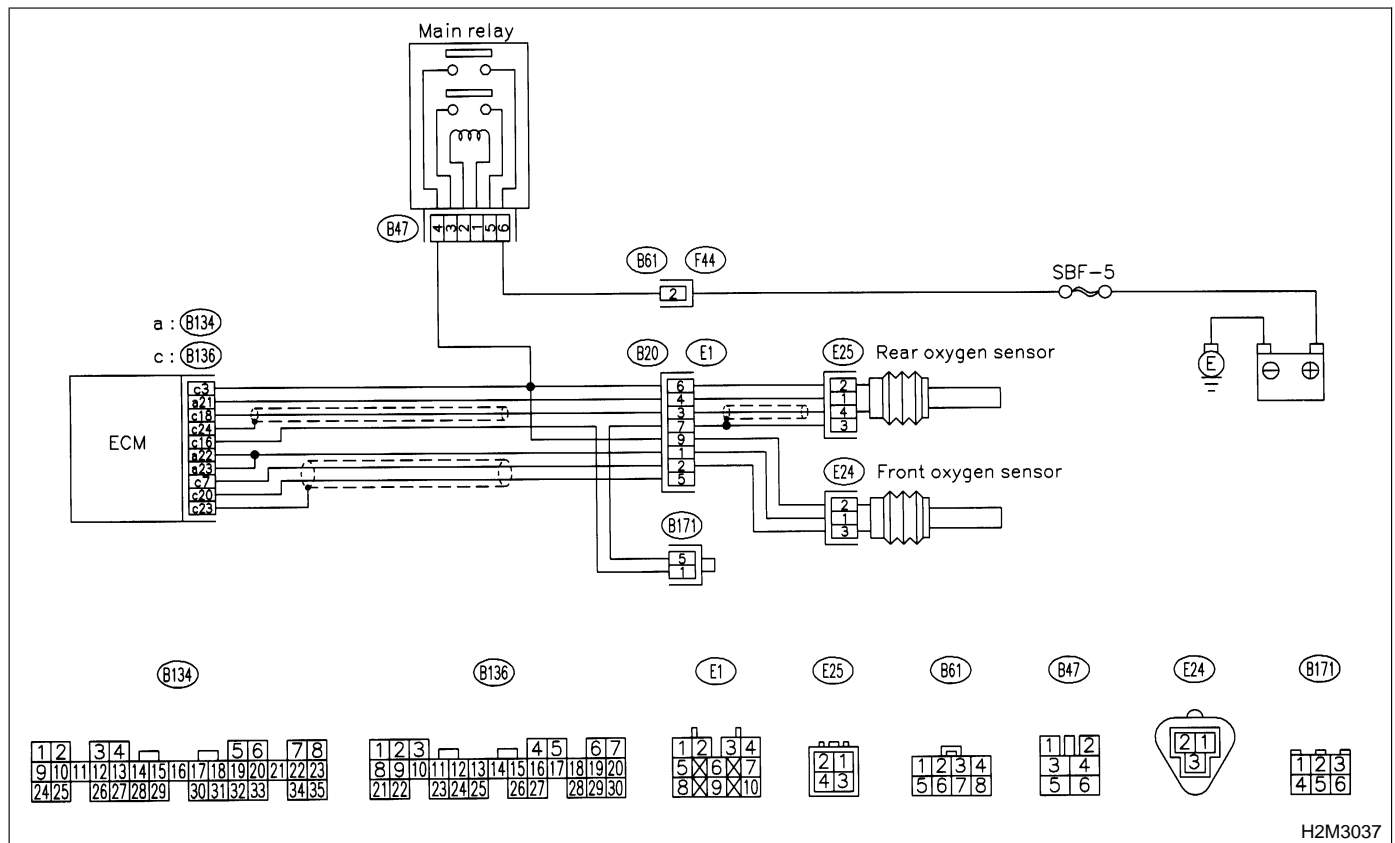 Main relay
B47
4 3 2 1 5 6
B61 F44
2
SBF-5
E
⊖ ⊕
a : B134
c : B136
ECM
c3
a21
c18
c24
c16
a22
a23
c7
c20
c23
B20 E1
6
4
3
7
9
1
2
5
E25 Rear oxygen sensor
2
1
4
3
E24 Front oxygen sensor
2
1
3
B171
5
1
B134
1 2 3 4 5 6 7 8
9 10 11 12 13 14 15 16 17 18 19 20 21 22 23
24 25 26 27 28 29 30 31 32 33 34 35
B136
1 2 3 4 5 6 7
8 9 10 11 12 13 14 15 16 17 18 19 20
21 22 23 24 25 26 27 28 29 30
E1
1 2 3 4
5 6 7
8 9 10
E25
2 1
4 3
B61
1 2 3 4
5 6 7 8
B47
1 2
3 4
5 6
E24
2 1
3
B171
1 2 3
4 5 6
H2M3037